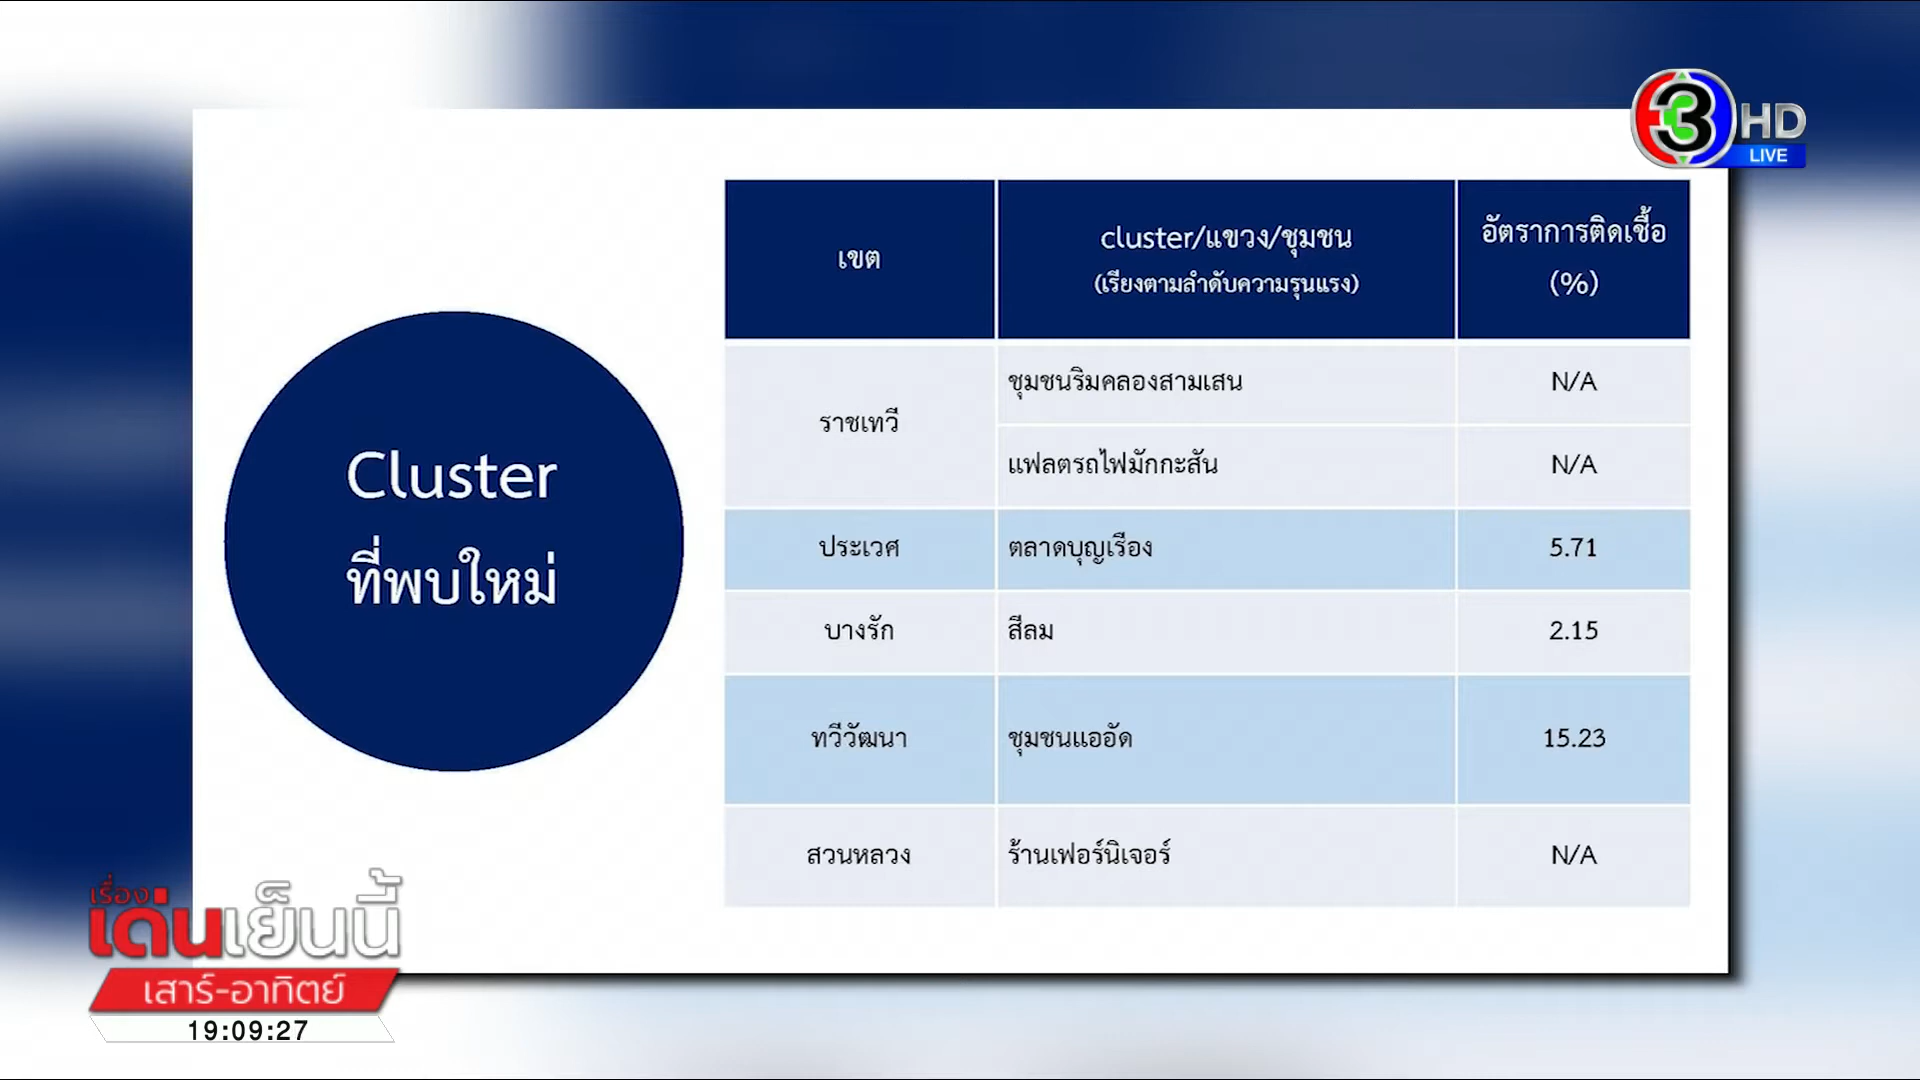 3 HD
LIVE
Cluster
ที่พบใหม่
เขต
cluster/แขวง/ชุมชน
(เรียงตามลำดับความรุนแรง)
อัตราการติดเชื้อ
(%)
ราชเทวี
ชุมชนริมคลองสามเสน
N/A
แฟลตรถไฟมักกะสัน
N/A
ประเวศ
ตลาดบุญเรือง
5.71
บางรัก
สีลม
2.15
ทวีวัฒนา
ชุมชนแออัด
15.23
สวนหลวง
ร้านเฟอร์นิเจอร์
N/A
เรื่อง
เด่นเย็นนี้
เสาร์-อาทิตย์
19:09:27